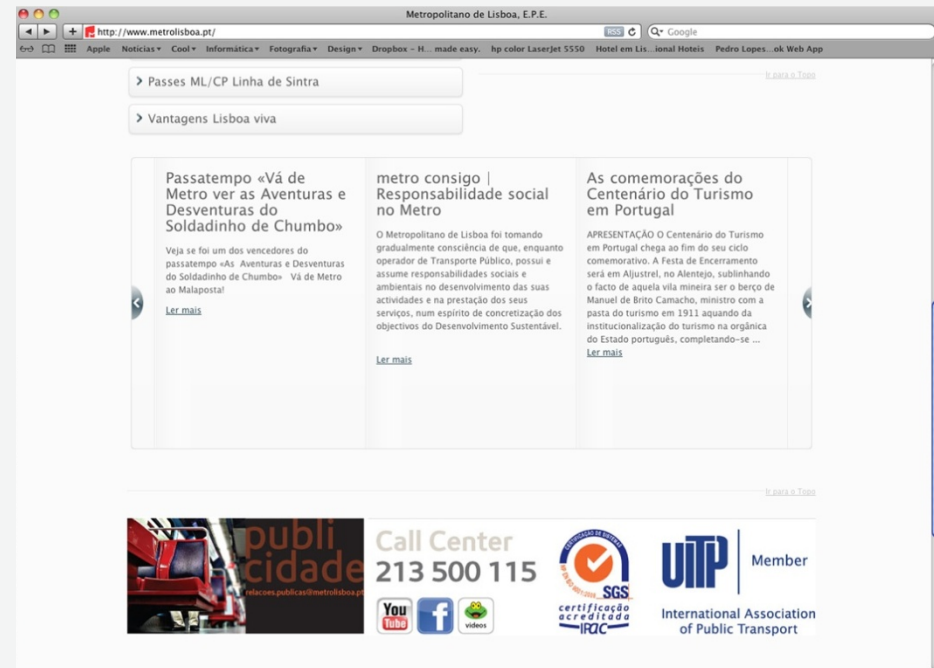 Metropolitano de Lisboa, E.P.E.
http://www.metrolisboa.pt/
RSS
Google
Apple Notícias Cool Informática Fotografia Design Dropbox – H... made easy. hp color LaserJet 5550 Hotel em Lis...ional Hoteis Pedro Lopes...ok Web App
Passes ML/CP Linha de Sintra
Ir para o Topo
Vantagens Lisboa viva
Passatempo «Vá de
Metro ver as Aventuras e
Desventuras do
Soldadinho de Chumbo»
Veja se foi um dos vencedores do
passatempo «As Aventuras e Desventuras
do Soldadinho de Chumbo» Vá de Metro
ao Malaposta!
Ler mais
metro consigo |
Responsabilidade social
no Metro
O Metropolitano de Lisboa foi tomando
gradualmente consciência de que, enquanto
operador de Transporte Público, possui e
assume responsabilidades sociais e
ambientais no desenvolvimento das suas
actividades e na prestação dos seus
serviços, num espírito de concretização dos
objectivos do Desenvolvimento Sustentável.
Ler mais
As comemorações do
Centenário do Turismo
em Portugal
APRESENTAÇÃO O Centenário do Turismo
em Portugal chega ao fim do seu ciclo
comemorativo. A Festa de Encerramento
será em Aljustrel, no Alentejo, sublinhando
o facto de aquela vila mineira ser o berço de
Manuel de Brito Camacho, ministro com a
pasta do turismo em 1911 aquando da
institucionalização do turismo na orgânica
do Estado português, completando-se ...
Ler mais
Ir para o Topo
publi
cidade
relacoes.publicas@metrolisboa.pt
Call Center
213 500 115
You
Tube
f
videos
SGS
certificação
acreditada
IPAC
UITP
Member
International Association
of Public Transport